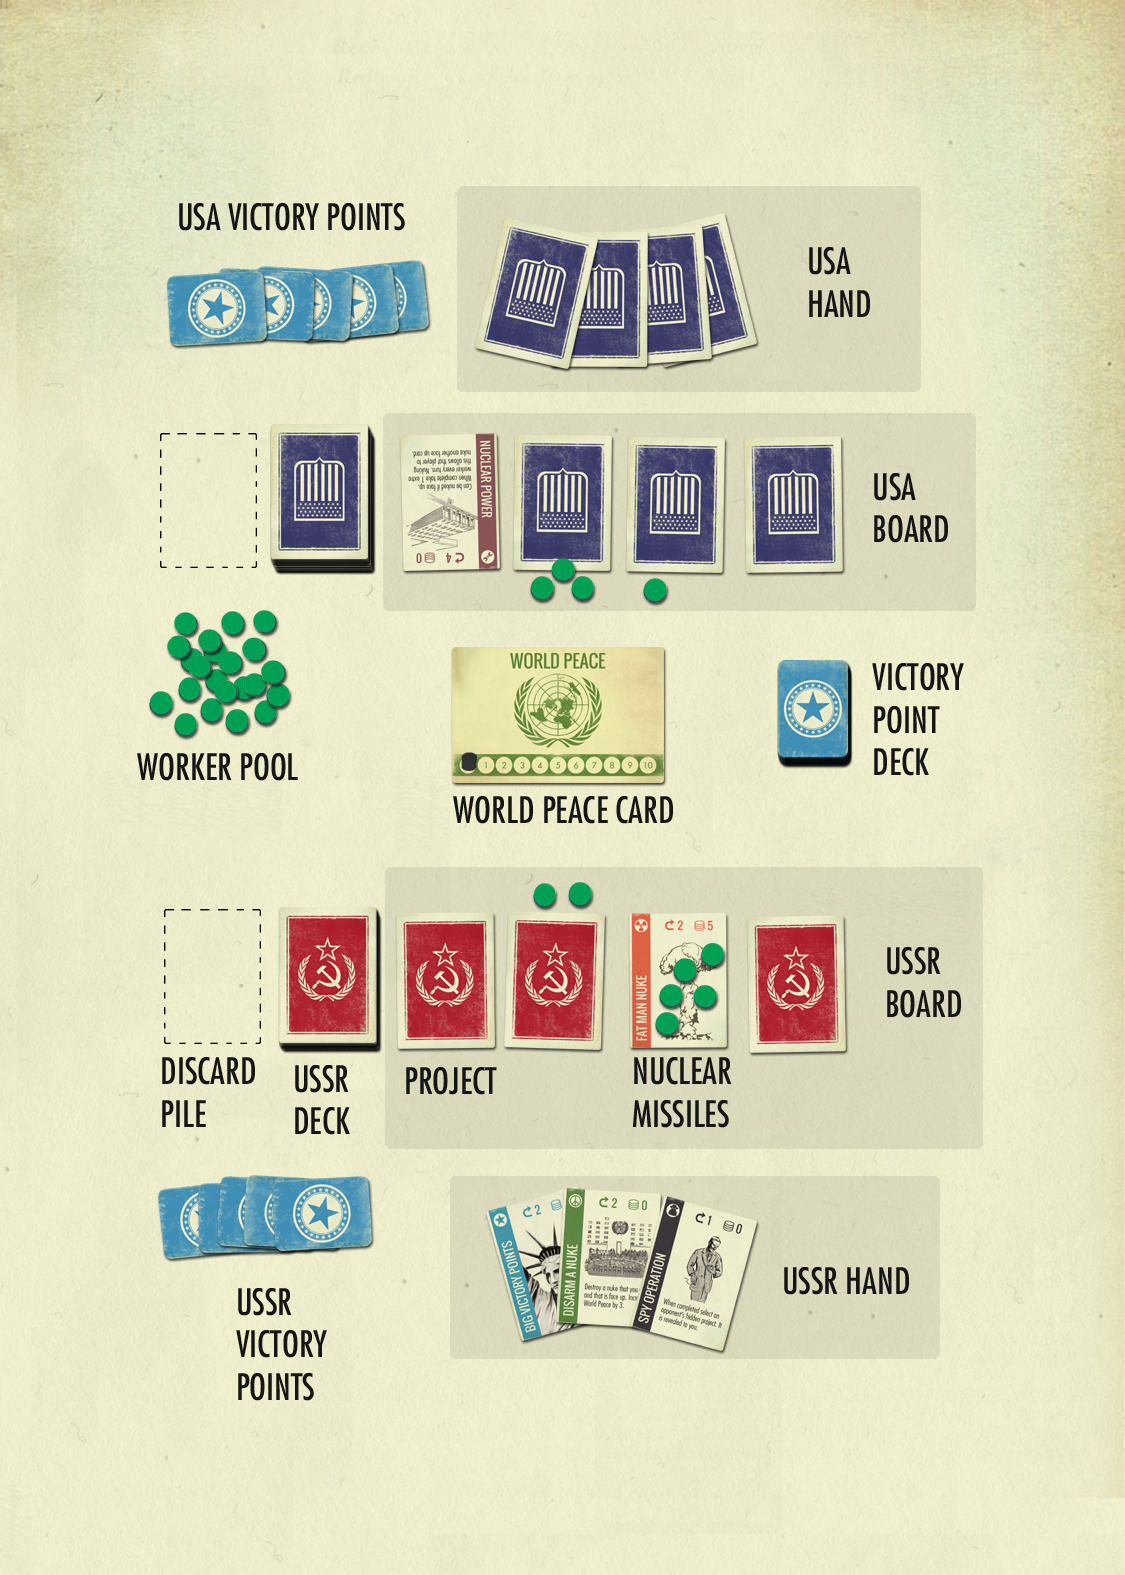 USA VICTORY POINTS
USA
HAND
NUCLEAR POWER
Can be nuked if face up.
When complete take 1 extra
worker every turn. Nuking
this allows that player to
nuke another face up card.
4 0
USA
BOARD
WORLD PEACE
1 2 3 4 5 6 7 8 9 10
WORLD PEACE CARD
WORKER POOL
VICTORY
POINT
DECK
2 5
FAT MAN NUKE
USSR
BOARD
DISCARD
PILE
USSR
DECK
PROJECT
NUCLEAR
MISSILES
BIG VICTORY POINTS
2
DISARM A NUKE
2 0
Destroy a nuke that you
and that is face up.
World Peace by 3.
SPY OPERATION
1 0
When completed select an
opponent's hidden project. It
is revealed to you.
USSR HAND
USSR
VICTORY
POINTS